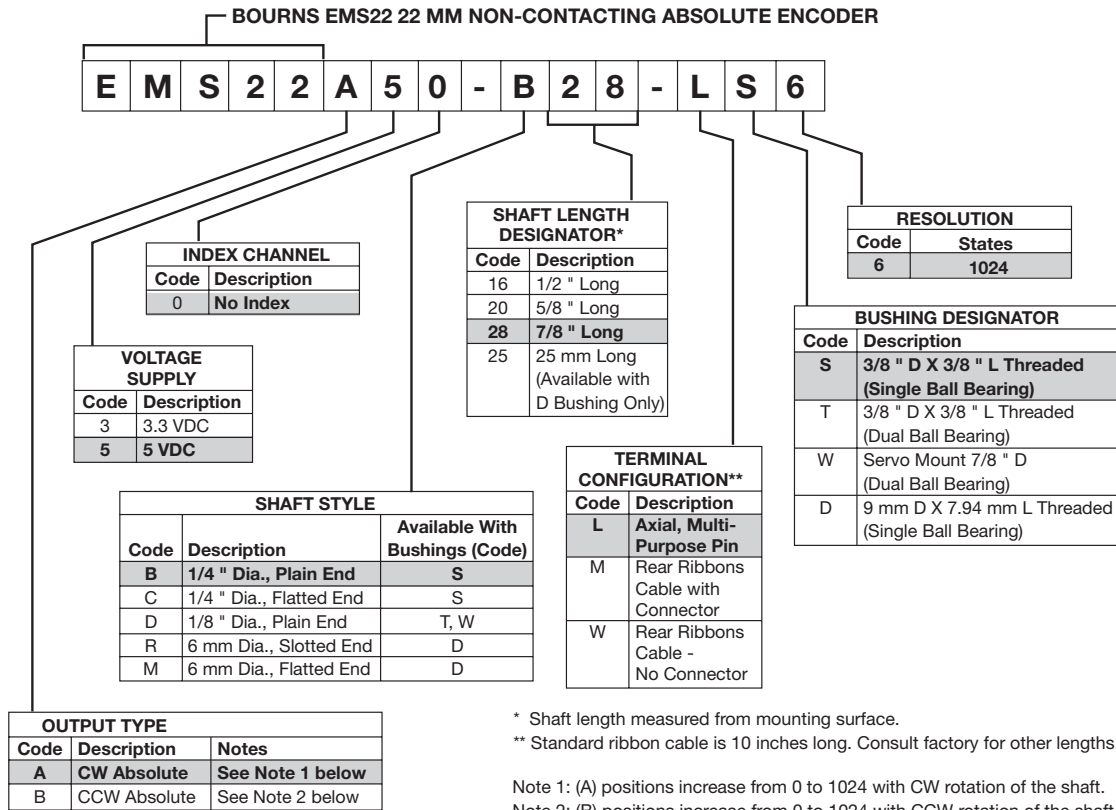 BOURNS EMS22 22 MM NON-CONTACTING ABSOLUTE ENCODER
E M S 2 2 A 5 0 - B 2 8 - L S 6
INDEX CHANNEL
Code Description
0 No Index
VOLTAGE
SUPPLY
Code Description
3 3.3 VDC
5 5 VDC
SHAFT LENGTH
DESIGNATOR*
Code Description
16 1/2 " Long
20 5/8 " Long
28 7/8 " Long
25 25 mm Long
(Available with
D Bushing Only)
RESOLUTION
Code States
6 1024
BUSHING DESIGNATOR
Code Description
S 3/8 " D X 3/8 " L Threaded
(Single Ball Bearing)
T 3/8 " D X 3/8 " L Threaded
(Dual Ball Bearing)
W Servo Mount 7/8 " D
(Dual Ball Bearing)
D 9 mm D X 7.94 mm L Threaded
(Single Ball Bearing)
SHAFT STYLE
Available With
Code Description Bushings (Code)
B 1/4 " Dia., Plain End S
C 1/4 " Dia., Flatted End S
D 1/8 " Dia., Plain End T, W
R 6 mm Dia., Slotted End D
M 6 mm Dia., Flatted End D
TERMINAL
CONFIGURATION**
Code Description
L Axial, Multi-
Purpose Pin
M Rear Ribbons
Cable with
Connector
W Rear Ribbons
Cable -
No Connector
OUTPUT TYPE
Code Description Notes
A CW Absolute See Note 1 below
B CCW Absolute See Note 2 below
* Shaft length measured from mounting surface.
** Standard ribbon cable is 10 inches long. Consult factory for other lengths
Note 1: (A) positions increase from 0 to 1024 with CW rotation of the shaft.
Note 2: (B) positions increase from 0 to 1024 with CCW rotation of the shaft